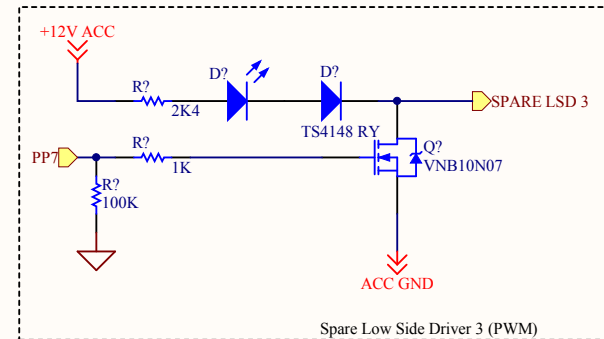 +12V ACC
D?
D?
R?
2K4
TS4148 RY
SPARE LSD 3
PP7
R?
1K
Q?
VNB10N07
R?
100K
ACC GND
Spare Low Side Driver 3 (PWM)